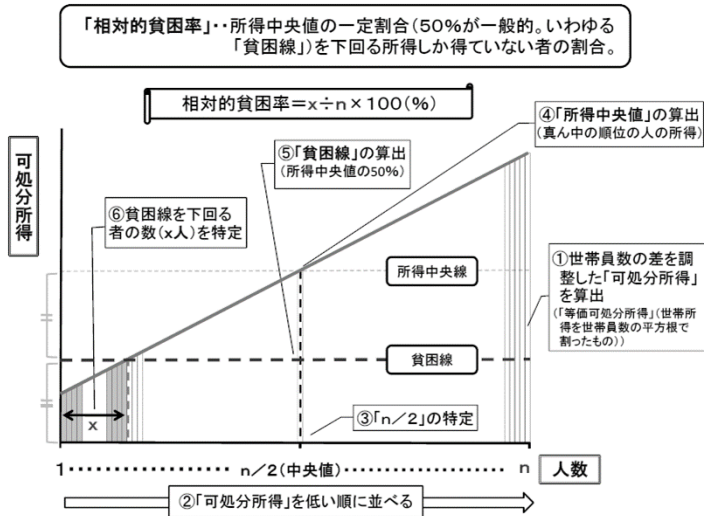 「相対的貧困率」･･所得中央値の一定割合(50%が一般的。いわゆる
「貧困線」)を下回る所得しか得ていない者の割合。
相対的貧困率＝x÷n×100(%)
④「所得中央値」の算出
(真ん中の順位の人の所得)
⑤「貧困線」の算出
(所得中央値の50%)
可処分所得
⑥貧困線を下回る
者の数(x人)を特定
所得中央線
①世帯員数の差を調
整した「可処分所得」
を算出
(「等価可処分所得」(世帯所
得を世帯員数の平方根で
割ったもの))
貧困線
x
③「n／2」の特定
1 ･･････････････････ n／2(中央値)･･････････････････ n
人数
②「可処分所得」を低い順に並べる